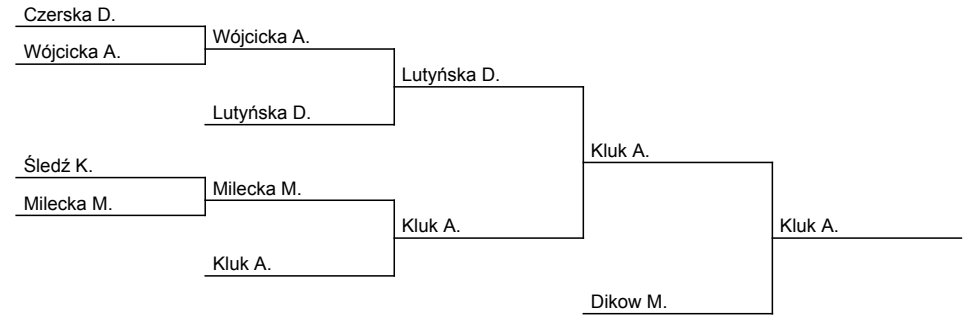 Czerska D.
Wójcicka A.
Wójcicka A.
Lutyńska D.
Lutyńska D.
Kluk A.
Śledź K.
Milecka M.
Milecka M.
Kluk A.
Kluk A.
Kluk A.
Dikow M.